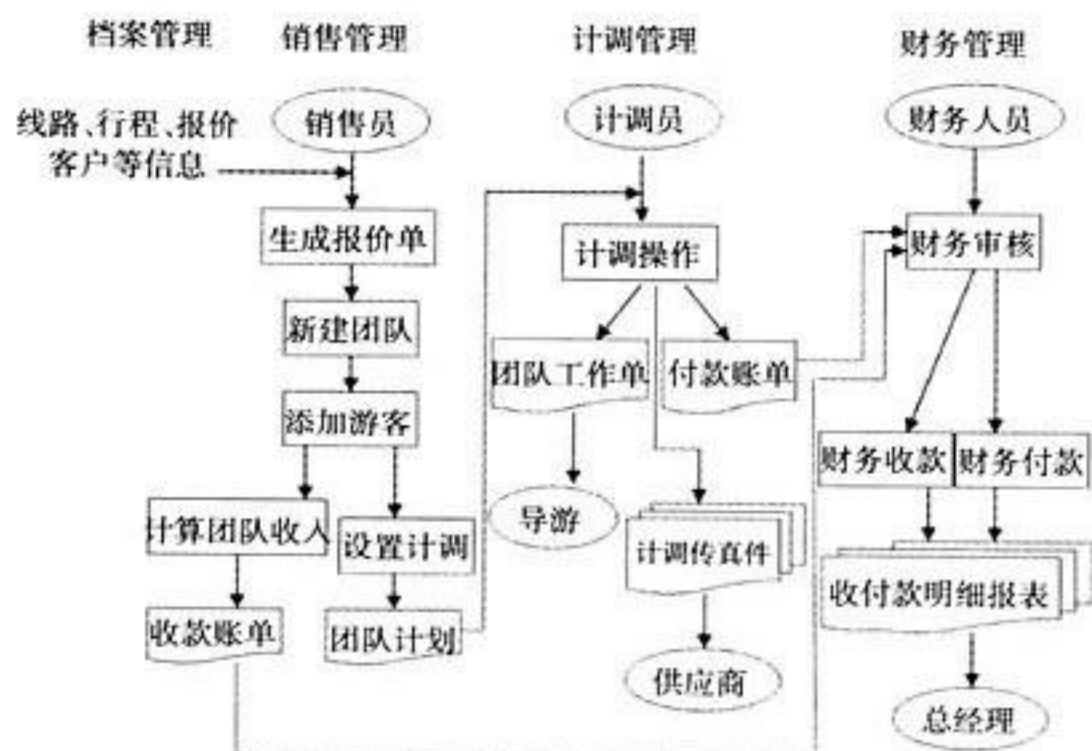 档案管理
销售管理
计调管理
财务管理
线路、行程、报价
客户等信息
销售员
计调员
财务人员
生成报价单
计调操作
财务审核
新建团队
团队工作单
付款账单
添加游客
财务收款
财务付款
计算团队收入
设置计调
导游
计调传真件
收付款明细报表
收款账单
团队计划
供应商
总经理